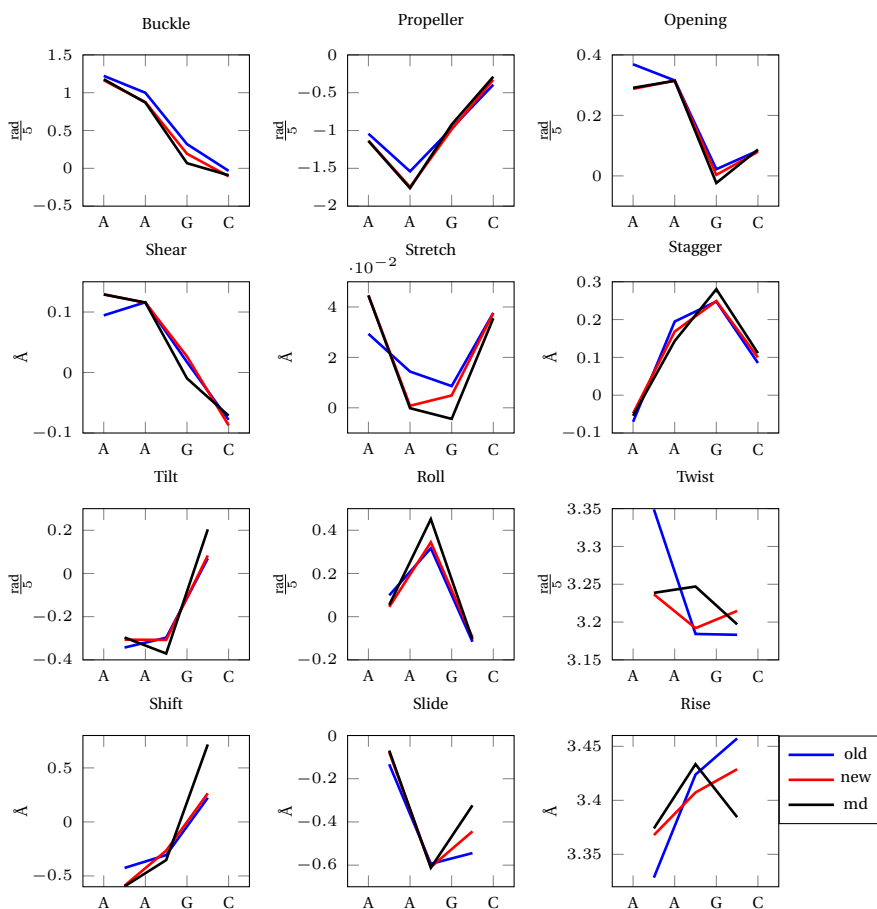 Buckle
Propeller
Opening
1.5
1
0.5
0
−0.5
rad/5
A A G C
0
−0.5
−1
−1.5
−2
rad/5
A A G C
0.4
0.2
0
rad/5
A A G C
Shear
Stretch
Stagger
0.1
0
−0.1
Å
A A G C
·10−2
4
2
0
Å
A A G C
0.3
0.2
0.1
0
−0.1
Å
A A G C
Tilt
Roll
Twist
0.2
0
−0.2
−0.4
rad/5
A A G C
0.4
0.2
0
−0.2
A A G C
3.35
3.3
3.25
3.2
3.15
rad/5
A A G C
Shift
Slide
Rise
0.5
0
−0.5
Å
A A G C
0
−0.2
−0.4
−0.6
Å
A A G C
3.45
3.4
3.35
Å
A A G C
old
new
md